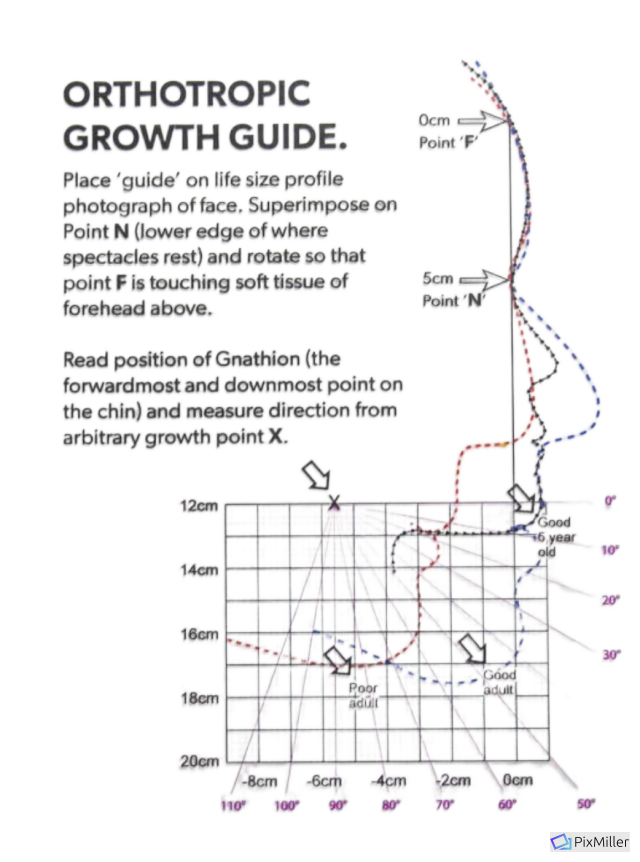 ORTHOTROPIC
GROWTH GUIDE.
Place 'guide' on life size profile
photograph of face. Superimpose on
Point N (lower edge of where
spectacles rest) and rotate so that
point F is touching soft tissue of
forehead above.
Read position of Gnathion (the
forwardmost and downmost point on
the chin) and measure direction from
arbitrary growth point X.
0cm
Point 'F'
5cm
Point 'N'
X
12cm
14cm
16cm
18cm
20cm
0°
10°
20°
30°
Good
6 year
old
Poor
adult
Good
adult
-8cm -6cm -4cm -2cm 0cm
110° 100° 90° 80° 70° 60° 50°
PixMiller